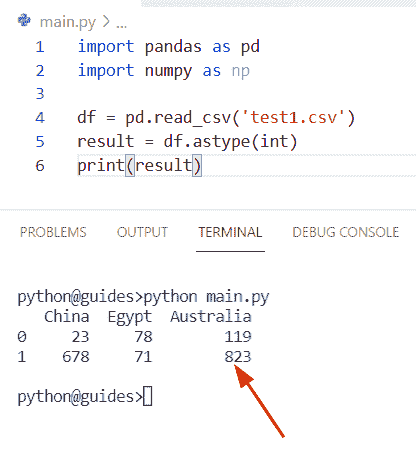 main.py > ...
1 import pandas as pd
2 import numpy as np
3
4 df = pd.read_csv('test1.csv')
5 result = df.astype(int)
6 print(result)
PROBLEMS OUTPUT TERMINAL DEBUG CONSOLE
python@guides>python main.py
China Egypt Australia
0 23 78 119
1 678 71 823
python@guides>